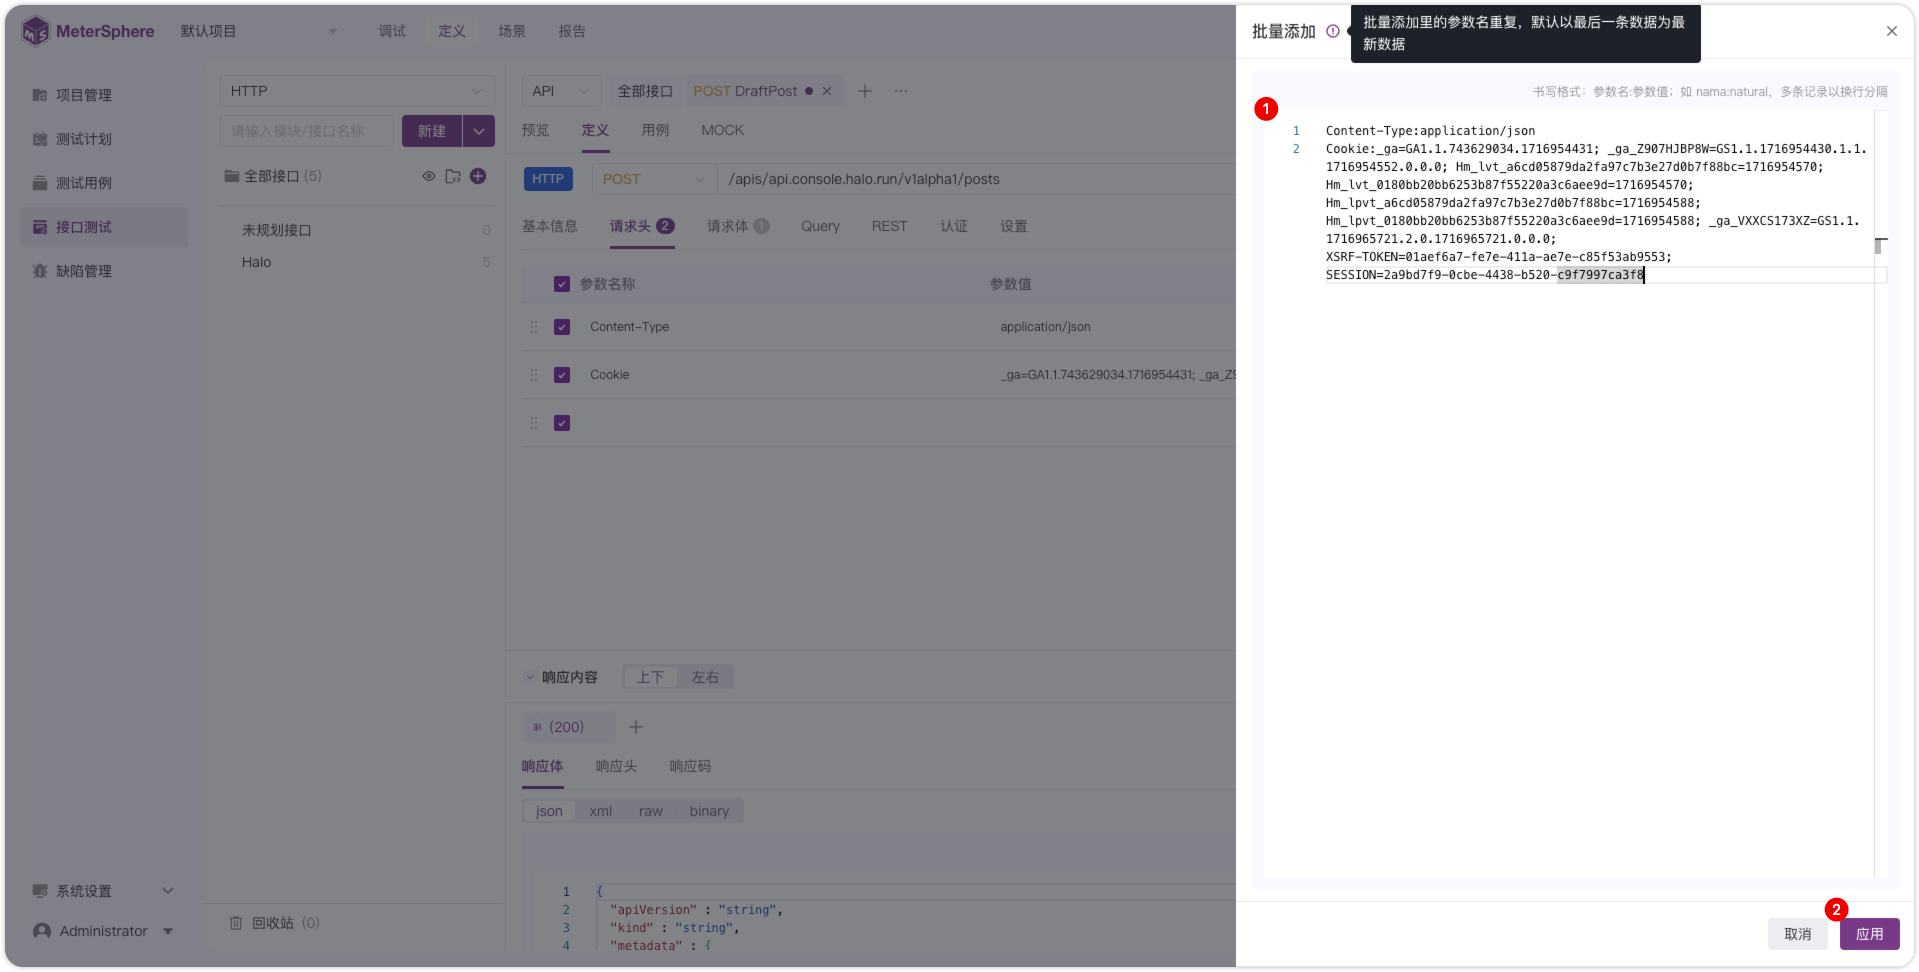 MeterSphere 默认项目 调试 定义 场景 报告
批量添加
批量添加里的参数名重复，默认以最后一条数据为最
新数据
项目管理
测试计划
测试用例
接口测试
缺陷管理
系统设置
Administrator
HTTP
请输入模块/接口名称 新建
全部接口 (5)
未规划接口 0
Halo 5
回收站 (0)
API 全部接口 POST DraftPost
预览 定义 用例 MOCK
HTTP POST /apis/api.console.halo.run/v1alpha1/posts
基本信息 请求头 2 请求体 1 Query REST 认证 设置
参数名称 参数值
Content-Type application/json
Cookie _ga=GA1.1.743629034.1716954431; _ga_Z9
响应内容 上下 左右
(200)
响应体 响应头 响应码
json xml raw binary
1 {
2 "apiVersion" : "string",
3 "kind" : "string",
4 "metadata" : {
书写格式：参数名:参数值；如 nama:natural，多条记录以换行分隔
1
1 Content-Type:application/json
2 Cookie:_ga=GA1.1.743629034.1716954431; _ga_Z907HJBP8W=GS1.1.1716954430.1.1.
1716954552.0.0.0; Hm_lvt_a6cd05879da2fa97c7b3e27d0b7f88bc=1716954570;
Hm_lvt_0180bb20bb6253b87f55220a3c6aee9d=1716954570;
Hm_lpvt_a6cd05879da2fa97c7b3e27d0b7f88bc=1716954588;
Hm_lpvt_0180bb20bb6253b87f55220a3c6aee9d=1716954588; _ga_VXXCS173XZ=GS1.1.
1716965721.2.0.1716965721.0.0.0;
XSRF-TOKEN=01aef6a7-fe7e-411a-ae7e-c85f53ab9553;
SESSION=2a9bd7f9-0cbe-4438-b520-c9f7997ca3f8
2
取消 应用